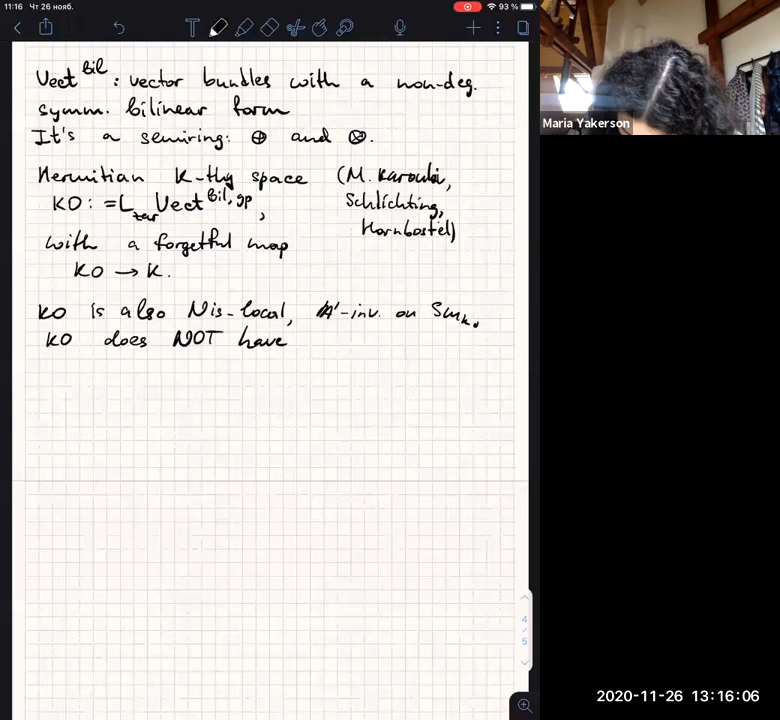 11:16 Чт 26 нояб.
93 %
Vect^Bil : vector bundles with a non-deg.
symm. bilinear form
It's a semiring: ⊕ and ⊗.
Hermitian K-thy space (M. Karoubi,
KO := L_zar Vect^{Bil, gp}, Schlichting,
Hornbostel)
with a forgetful map
KO → K.
KO is also Nis-local, A¹-inv. on Sm_k.
KO does NOT have
4
/
5
Maria Yakerson
2020-11-26 13:16:06